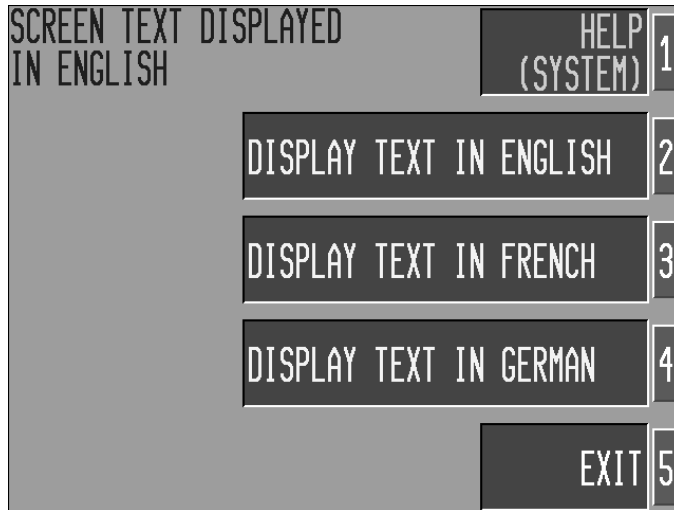 SCREEN TEXT DISPLAYED
IN ENGLISH
HELP
(SYSTEM)
1
DISPLAY TEXT IN ENGLISH
2
DISPLAY TEXT IN FRENCH
3
DISPLAY TEXT IN GERMAN
4
EXIT
5